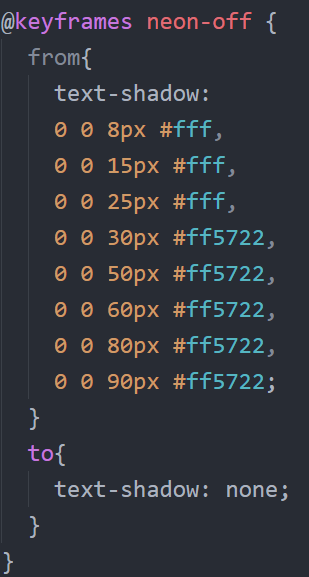 @keyframes neon-off {
  from{
    text-shadow:
    0 0 8px #fff,
    0 0 15px #fff,
    0 0 25px #fff,
    0 0 30px #ff5722,
    0 0 50px #ff5722,
    0 0 60px #ff5722,
    0 0 80px #ff5722,
    0 0 90px #ff5722;
  }
  to{
    text-shadow: none;
  }
}